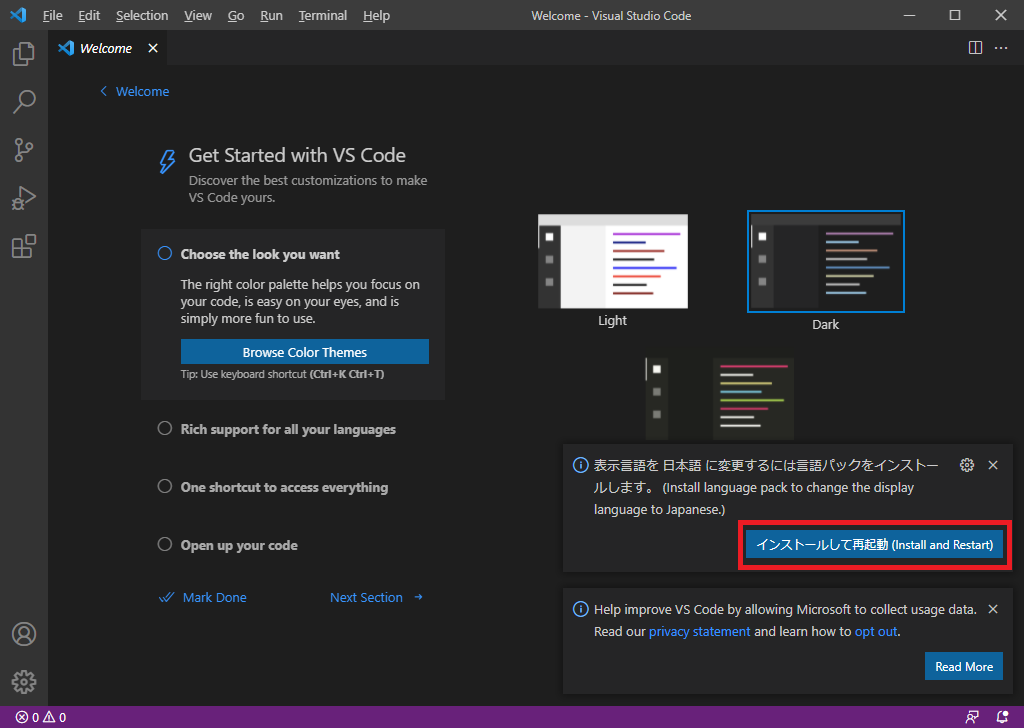 File Edit Selection View Go Run Terminal Help
Welcome - Visual Studio Code
Welcome
Welcome
Get Started with VS Code
Discover the best customizations to make
VS Code yours.
Choose the look you want
The right color palette helps you focus on
your code, is easy on your eyes, and is
simply more fun to use.
Browse Color Themes
Tip: Use keyboard shortcut (Ctrl+K Ctrl+T)
Rich support for all your languages
One shortcut to access everything
Open up your code
Mark Done
Next Section
Light
Dark
表示言語を 日本語 に変更するには言語パックをインストー
ルします。 (Install language pack to change the display
language to Japanese.)
インストールして再起動 (Install and Restart)
Help improve VS Code by allowing Microsoft to collect usage data.
Read our privacy statement and learn how to opt out.
Read More
0 0